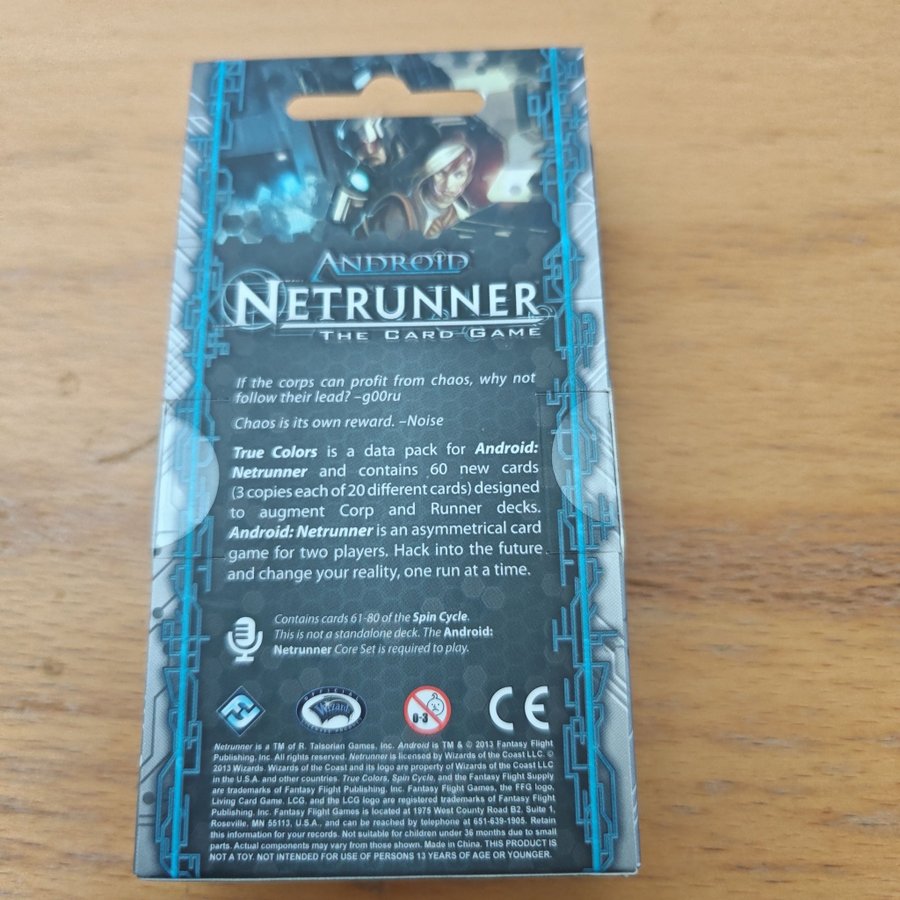 ANDROID
NETRUNNER
THE CARD GAME
If the corps can profit from chaos, why not
follow their lead? –g00ru
Chaos is its own reward. –Noise
True Colors is a data pack for Android:
Netrunner and contains 60 new cards
(3 copies each of 20 different cards) designed
to augment Corp and Runner decks.
Android: Netrunner is an asymmetrical card
game for two players. Hack into the future
and change your reality, one run at a time.
Contains cards 61-80 of the Spin Cycle.
This is not a standalone deck. The Android:
Netrunner Core Set is required to play.
OFFICIAL
Wizards
0-3
CE
Netrunner is a TM of R. Talsorian Games, Inc. Android is TM & © 2013 Fantasy Flight
Publishing, Inc. All rights reserved. Netrunner is licensed by Wizards of the Coast LLC. ©
2013 Wizards. Wizards of the Coast and its logo are property of Wizards of the Coast LLC
in the U.S.A. and other countries. True Colors, Spin Cycle, and the Fantasy Flight Supply
are trademarks of Fantasy Flight Publishing, Inc. Fantasy Flight Games, the FFG logo,
Living Card Game, LCG, and the LCG logo are registered trademarks of Fantasy Flight
Publishing, Inc. Fantasy Flight Games is located at 1975 West County Road B2, Suite 1,
Roseville, MN 55113, U.S.A., and can be reached by telephone at 651-639-1905. Retain
this information for your records. Not suitable for children under 36 months due to small
parts. Actual components may vary from those shown. Made in China. THIS PRODUCT IS
NOT A TOY. NOT INTENDED FOR USE OF PERSONS 13 YEARS OF AGE OR YOUNGER.